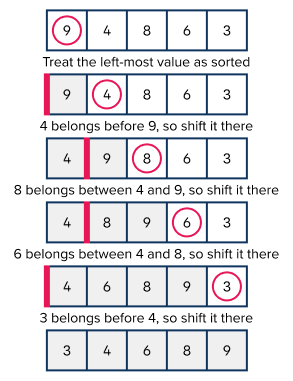 9 4 8 6 3
Treat the left-most value as sorted
9 4 8 6 3
4 belongs before 9, so shift it there
4 9 8 6 3
8 belongs between 4 and 9, so shift it there
4 8 9 6 3
6 belongs between 4 and 8, so shift it there
4 6 8 9 3
3 belongs before 4, so shift it there
3 4 6 8 9